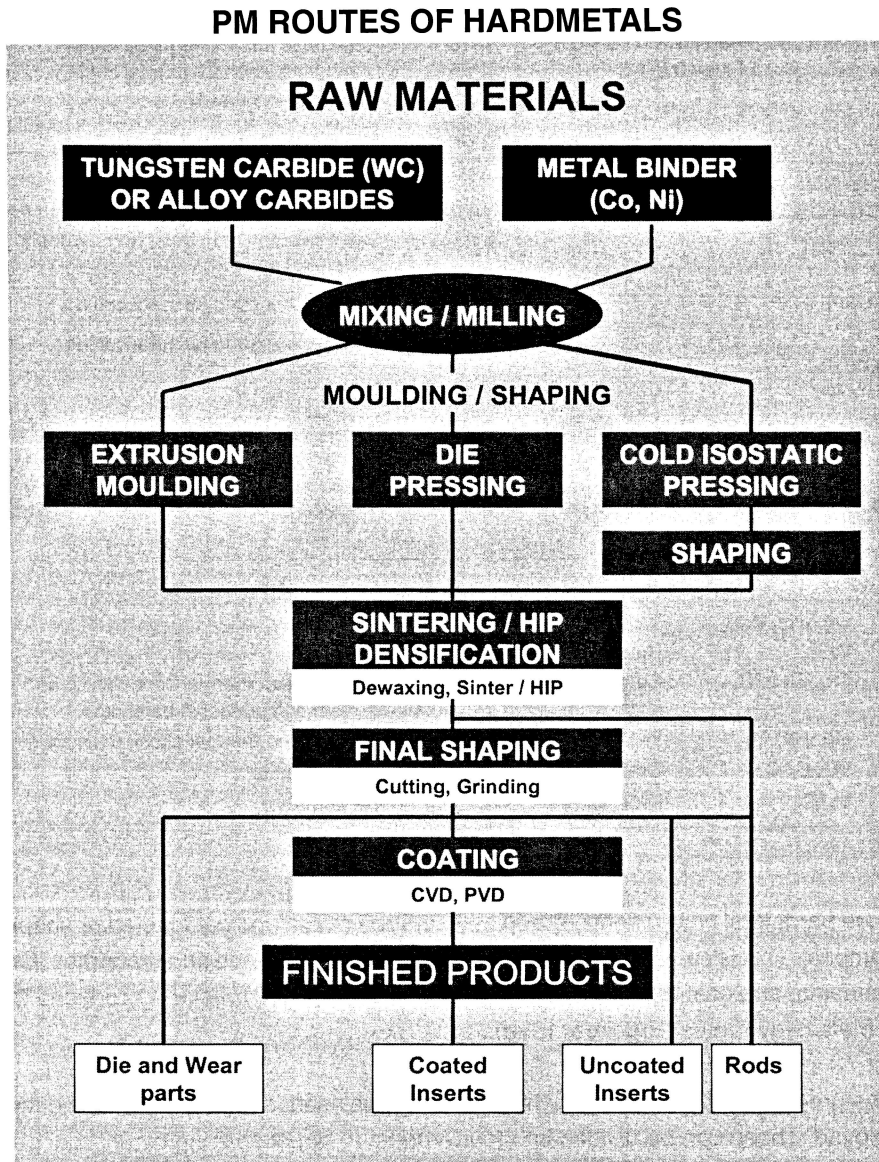 PM ROUTES OF HARDMETALS
RAW MATERIALS
TUNGSTEN CARBIDE (WC)
OR ALLOY CARBIDES
METAL BINDER
(Co, Ni)
MIXING / MILLING
MOULDING / SHAPING
EXTRUSION
MOULDING
DIE
PRESSING
COLD ISOSTATIC
PRESSING
SHAPING
SINTERING / HIP
DENSIFICATION
Dewaxing, Sinter / HIP
FINAL SHAPING
Cutting, Grinding
COATING
CVD, PVD
FINISHED PRODUCTS
Die and Wear
parts
Coated
Inserts
Uncoated
Inserts
Rods